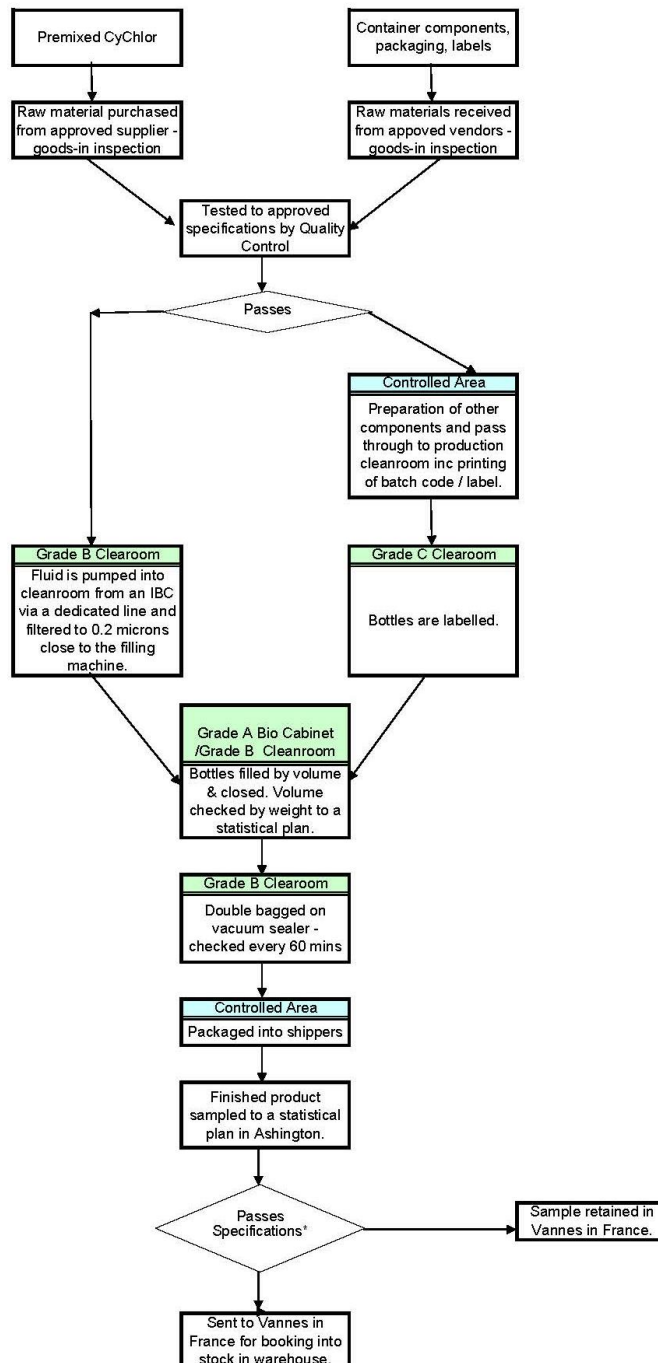 Premixed CyChlor
Container components,
packaging, labels
Raw material purchased
from approved supplier -
goods-in inspection
Raw materials received
from appoved vendors -
goods-in inspection
Tested to approved
specifications by Quality
Control
Passes
Controlled Area
Preparation of other
components and pass
through to production
cleanroom inc printing
of batch code / label.
Grade B Clearoom
Fluid is pumped into
cleanroom from an IBC
via a dedicated line and
filtered to 0.2 microns
close to the filling
machine.
Grade C Clearoom
Bottles are labelled.
Grade A Bio Cabinet
/Grade B Cleanroom
Bottles filled by volume
& closed. Volume
checked by weight to a
statistical plan.
Grade B Clearoom
Double bagged on
vacuum sealer -
checked every 60 mins
Controlled Area
Packaged into shippers
Finished product
sampled to a statistical
plan in Ashington.
Passes
Specifications*
Sample retained in
Vannes in France.
Sent to Vannes in
France for booking into
stock in warehouse.